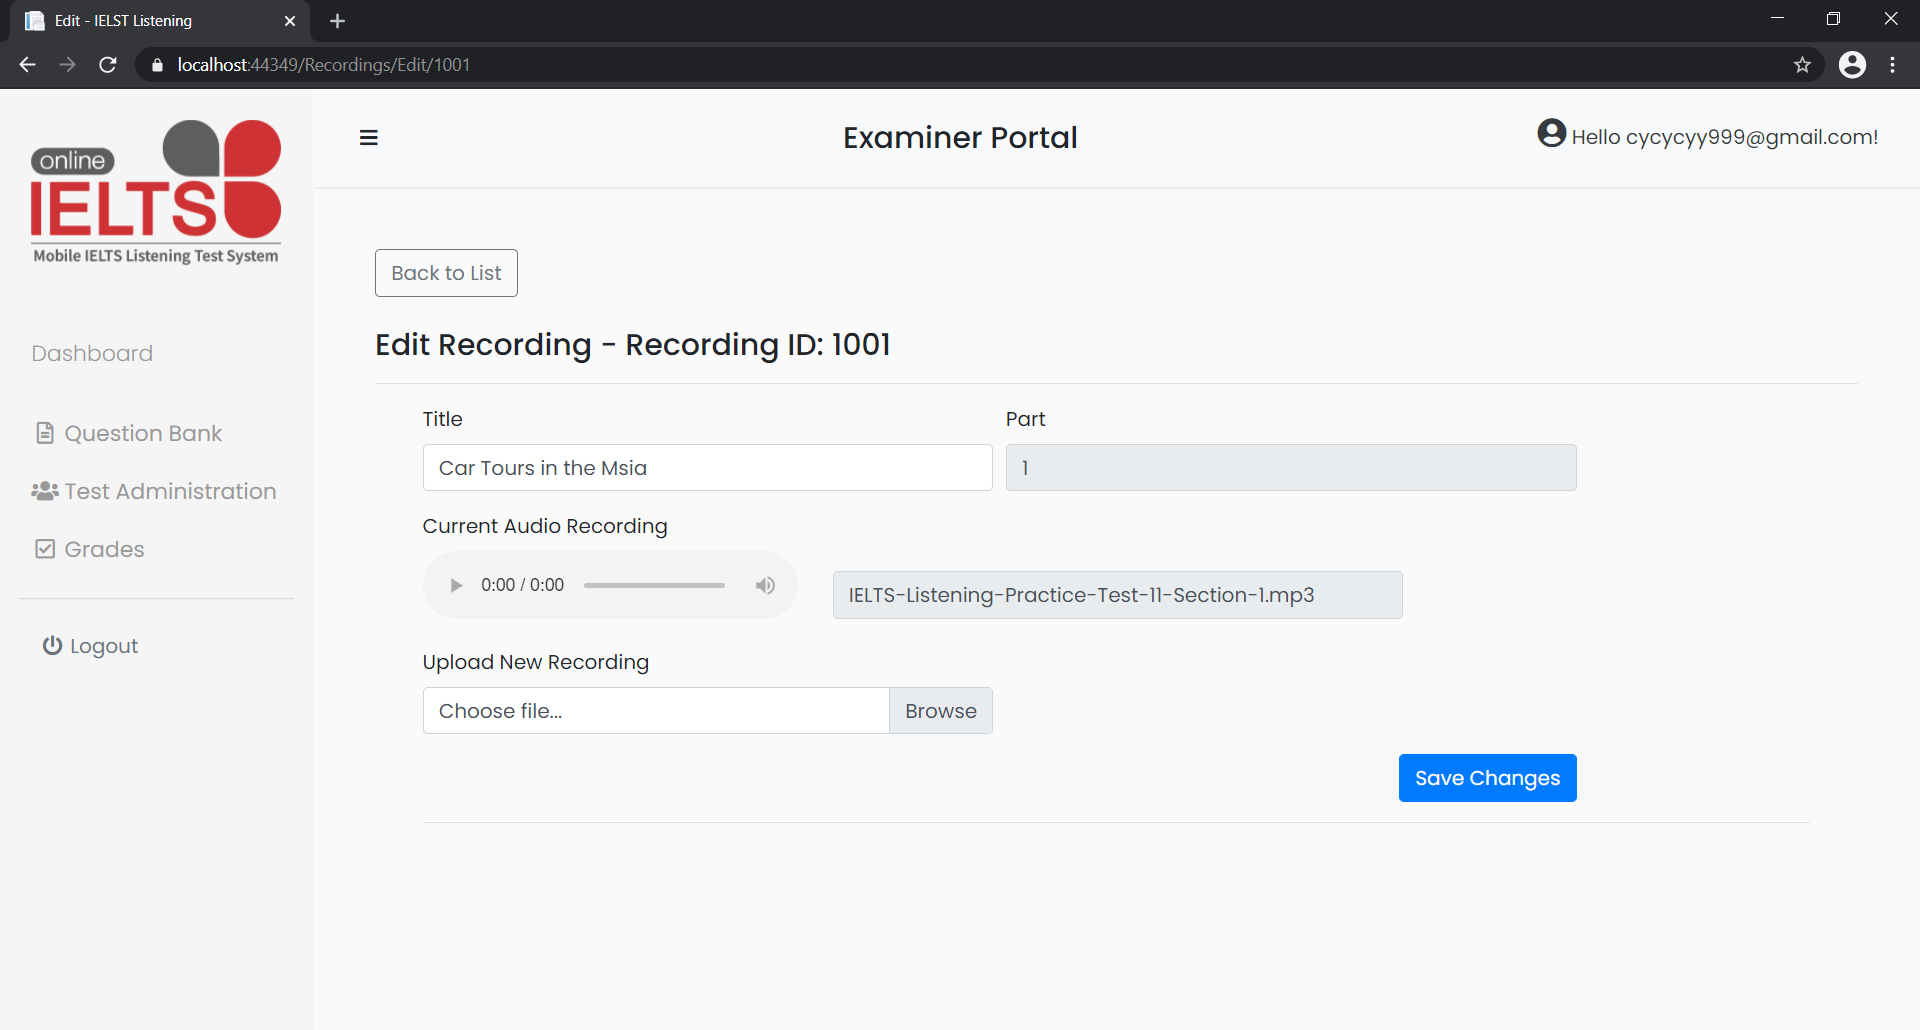 Edit - IELST Listening
localhost:44349/Recordings/Edit/1001
online
IELTS
Mobile IELTS Listening Test System
Examiner Portal
Hello cycycyy999@gmail.com!
Dashboard
Question Bank
Test Administration
Grades
Logout
Back to List
Edit Recording - Recording ID: 1001
Title
Part
Car Tours in the Msia
1
Current Audio Recording
0:00 / 0:00
IELTS-Listening-Practice-Test-11-Section-1.mp3
Upload New Recording
Choose file...
Browse
Save Changes